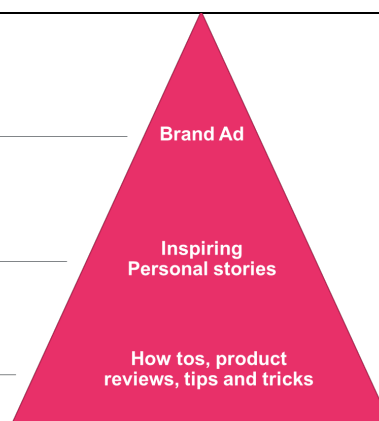 Brand Ad
Inspiring
Personal stories
How tos, product
reviews, tips and tricks